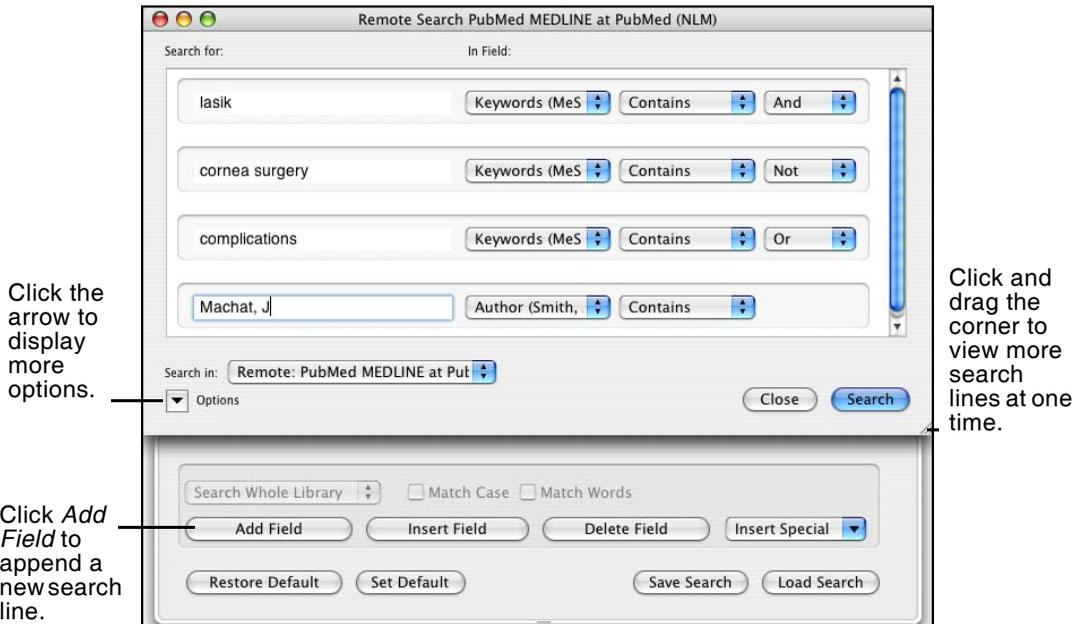 Remote Search PubMed MEDLINE at PubMed (NLM)
Search for: In Field:
lasik Keywords (MeS Contains And
cornea surgery Keywords (MeS Contains Not
complications Keywords (MeS Contains Or
Machat, J Author (Smith, Contains
Search in: Remote: PubMed MEDLINE at Pub
Options Close Search
Click the
arrow to
display
more
options.
Click and
drag the
corner to
view more
search
lines at one
time.
Search Whole Library Match Case Match Words
Add Field Insert Field Delete Field Insert Special
Restore Default Set Default Save Search Load Search
Click Add
Field to
append a
new search
line.